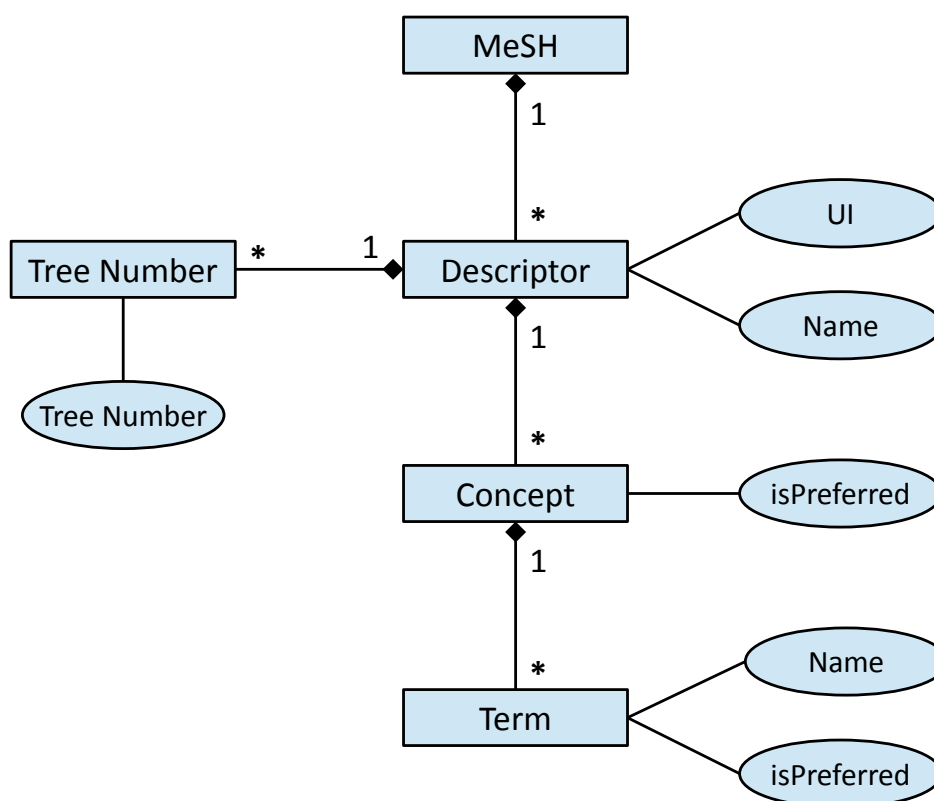 MeSH
1
*
UI
Tree Number
*
1
Descriptor
1
Name
Tree Number
*
Concept
isPreferred
1
*
Name
Term
isPreferred